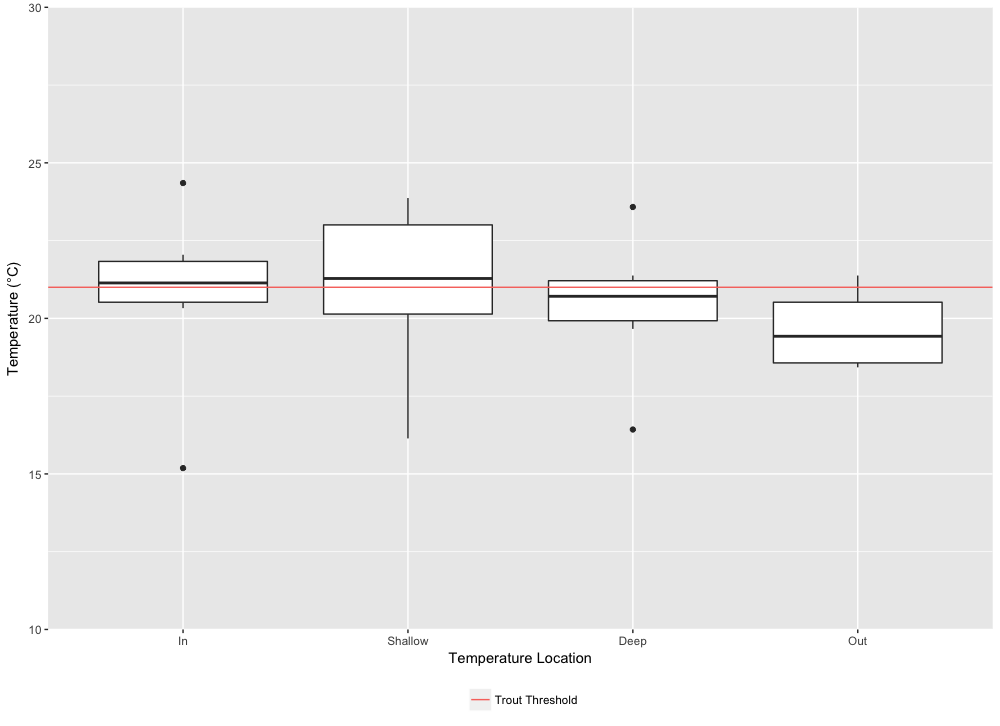 30
25
20
15
10
Temperature (°C)
In Shallow Deep Out
Temperature Location
Trout Threshold